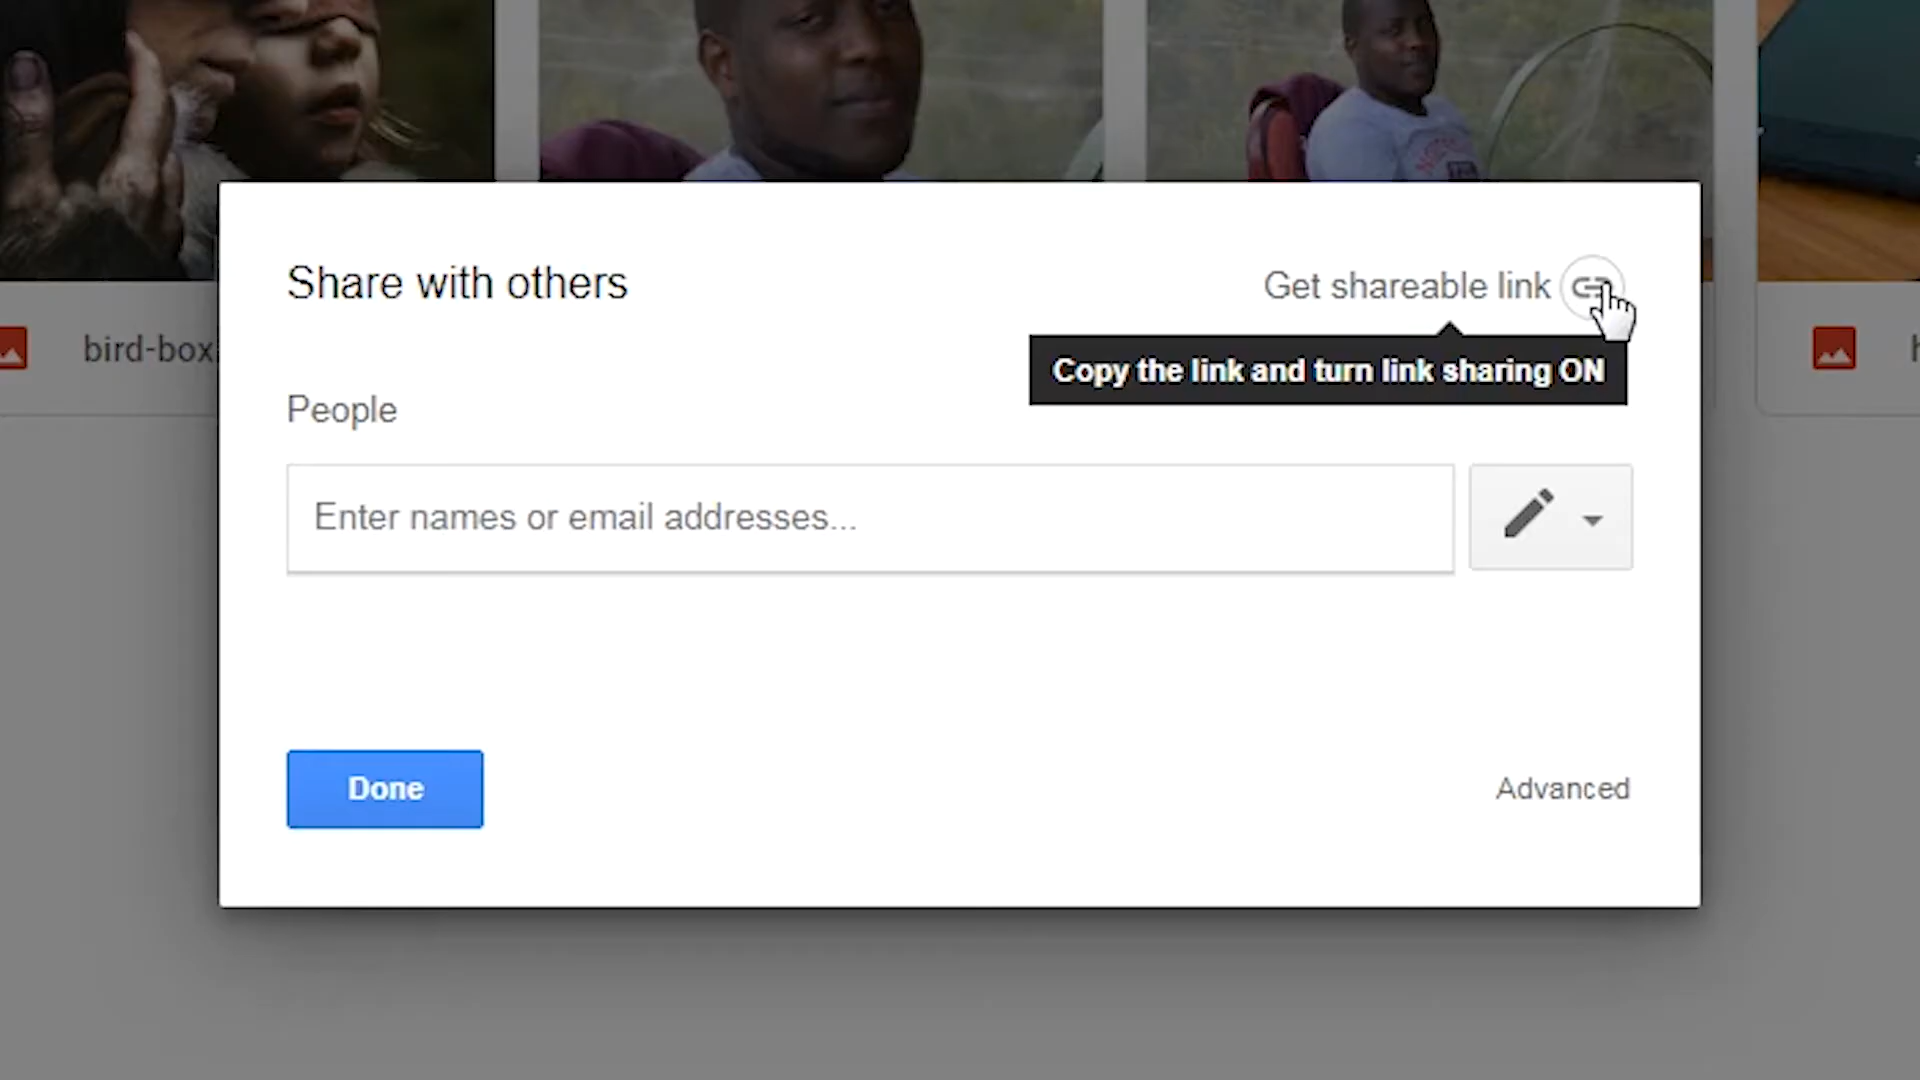 Share with others
Get shareable link
Copy the link and turn link sharing ON
bird-box
People
Enter names or email addresses...
Done
Advanced